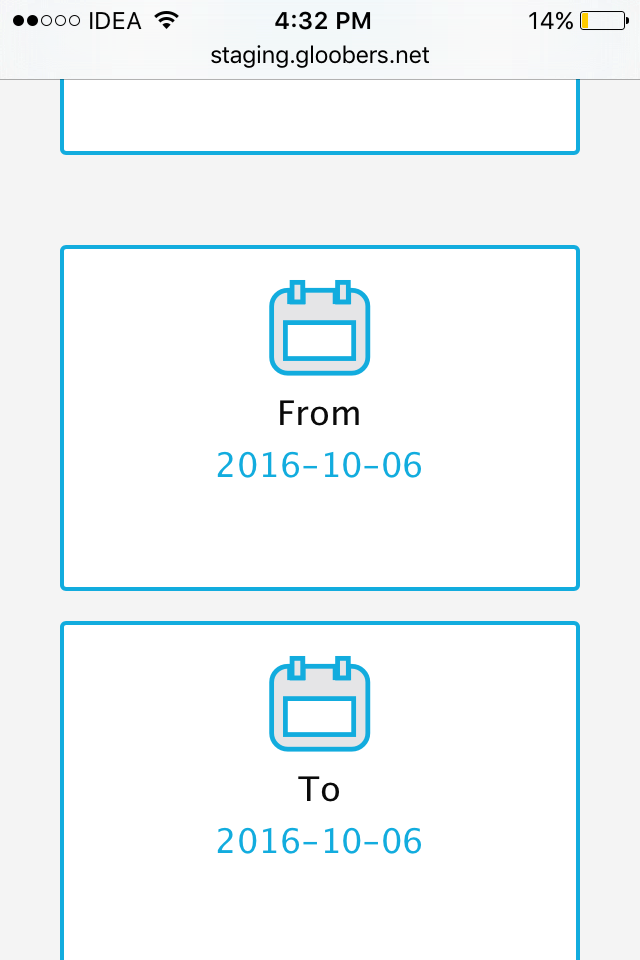 IDEA 4:32 PM 14%
staging.gloobers.net
From
2016-10-06
To
2016-10-06